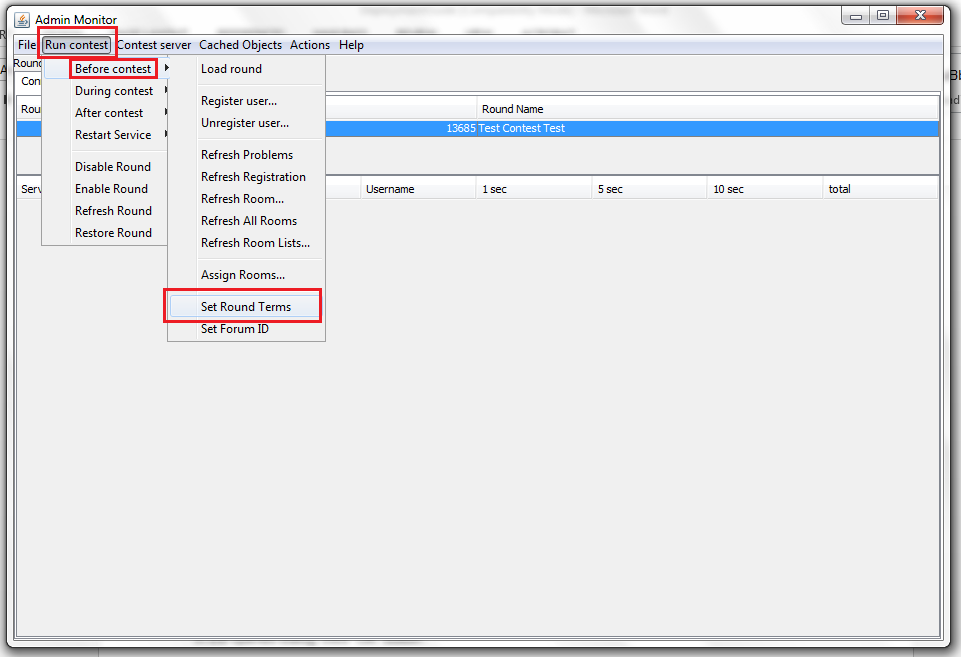 Admin Monitor
File Run contest Contest server Cached Objects Actions Help
Round
Before contest
Load round
Con
During contest
Register user...
Rou
Round Name
After contest
Unregister user...
13685 Test Contest Test
Restart Service
Refresh Problems
Disable Round
Refresh Registration
Serv
Username 1 sec 5 sec 10 sec total
Enable Round
Refresh Room...
Refresh Round
Refresh All Rooms
Restore Round
Refresh Room Lists...
Assign Rooms...
Set Round Terms
Set Forum ID